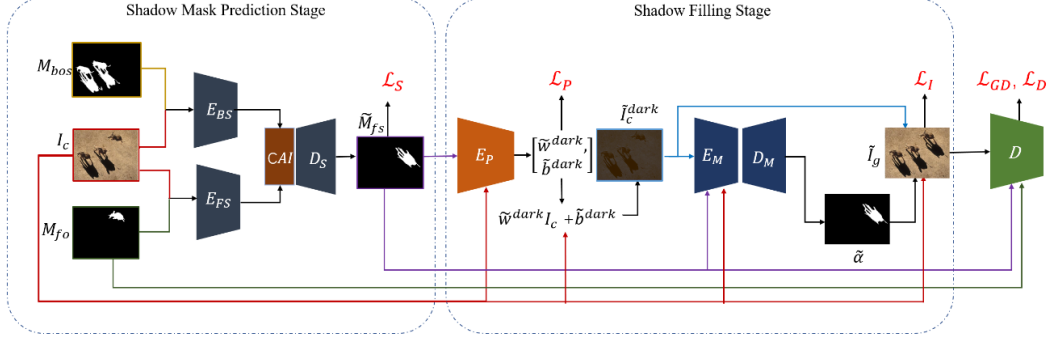 Shadow Mask Prediction Stage
Shadow Filling Stage
M_bos
I_c
M_fo
E_BS
E_FS
CAI
D_S
ℒ_S
M̃_fs
E_P
ℒ_P
[w̃^dark, b̃^dark]
w̃^dark I_c + b̃^dark
Ĩ_c^dark
E_M
D_M
α̃
ℒ_I
Ĩ_g
ℒ_GD, ℒ_D
D